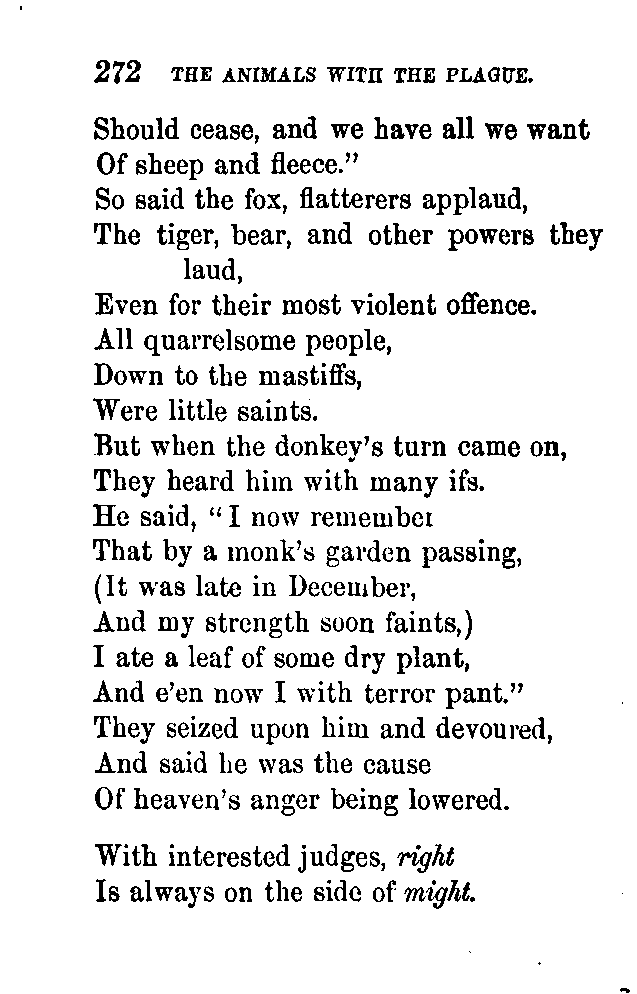 272 THE ANIMALS WITH THE PLAGUE.
Should cease, and we have all we want
Of sheep and fleece."
So said the fox, flatterers applaud,
The tiger, bear, and other powers they
laud,
Even for their most violent offence.
All quarrelsome people,
Down to the mastiffs,
Were little saints.
But when the donkey's turn came on,
They heard him with many ifs.
He said, "I now remember
That by a monk's garden passing,
(It was late in December,
And my strength soon faints,)
I ate a leaf of some dry plant,
And e'en now I with terror pant."
They seized upon him and devoured,
And said he was the cause
Of heaven's anger being lowered.
With interested judges, right
Is always on the side of might.